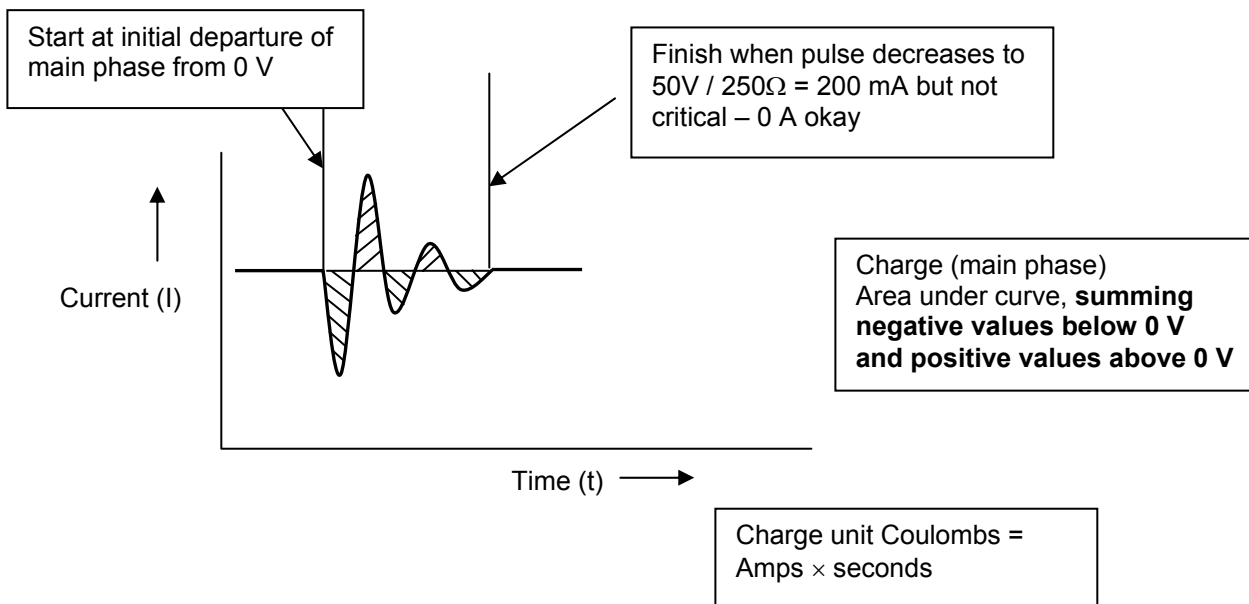 Start at initial departure of
main phase from 0 V
Finish when pulse decreases to
50V / 250Ω = 200 mA but not
critical – 0 A okay
Current (I)
Charge (main phase)
Area under curve, summing
negative values below 0 V
and positive values above 0 V
Time (t)
Charge unit Coulombs =
Amps × seconds